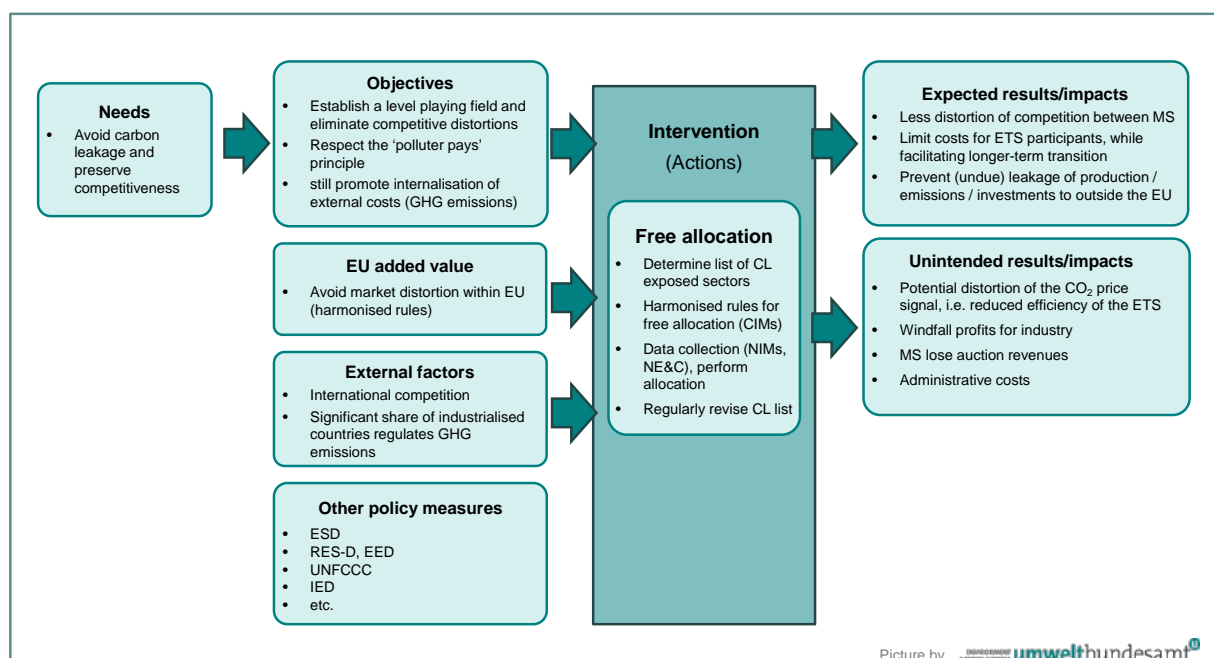 Needs
• Avoid carbon
leakage and
preserve
competitiveness
Objectives
• Establish a level playing field and
eliminate competitive distortions
• Respect the ‘polluter pays’
principle
• still promote internalisation of
external costs (GHG emissions)
EU added value
• Avoid market distortion within EU
(harmonised rules)
External factors
• International competition
• Significant share of industrialised
countries regulates GHG
emissions
Other policy measures
• ESD
• RES-D, EED
• UNFCCC
• IED
• etc.
Intervention
(Actions)
Free allocation
• Determine list of CL
exposed sectors
• Harmonised rules for
free allocation (CIMs)
• Data collection (NIMs,
NE&C), perform
allocation
• Regularly revise CL list
Expected results/impacts
• Less distortion of competition between MS
• Limit costs for ETS participants, while
facilitating longer-term transition
• Prevent (undue) leakage of production /
emissions / investments to outside the EU
Unintended results/impacts
• Potential distortion of the CO₂ price
signal, i.e. reduced efficiency of the ETS
• Windfall profits for industry
• MS lose auction revenues
• Administrative costs
Picture by umwelthundesamt